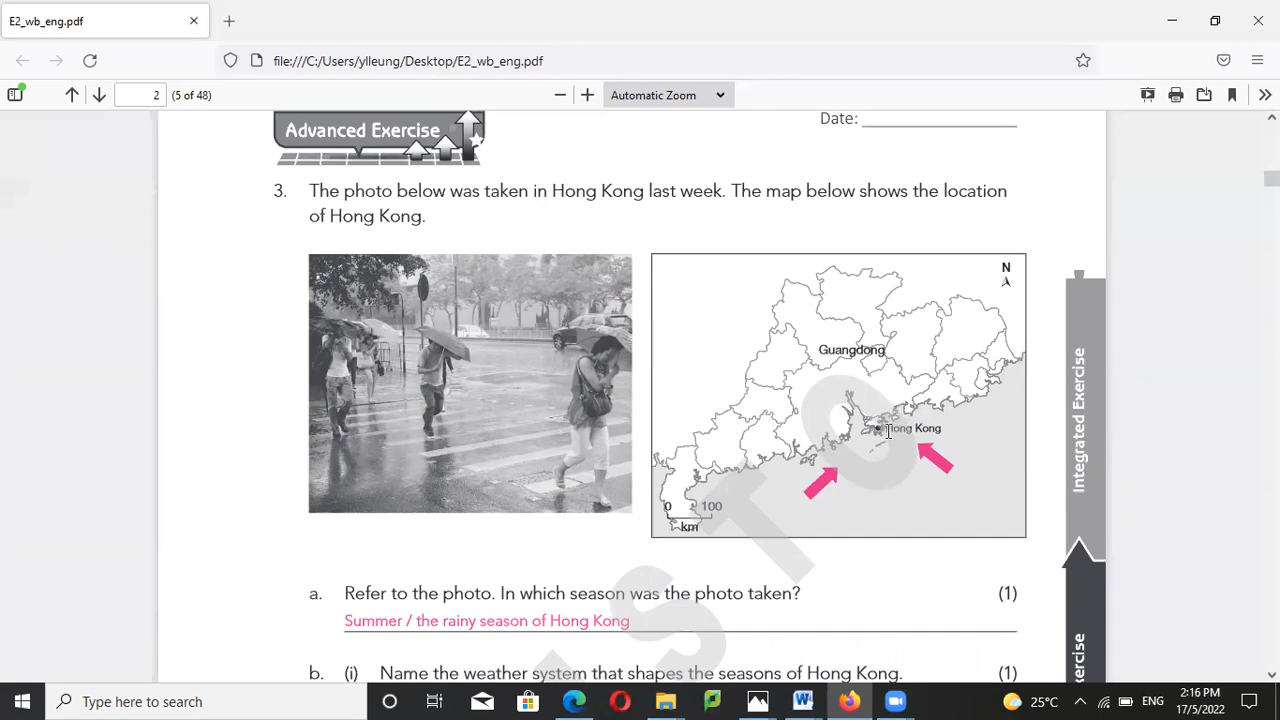 E2_wb_eng.pdf
file:///C:/Users/ylleung/Desktop/E2_wb_eng.pdf
2 (5 of 48) Automatic Zoom
Advanced Exercise
Date:
3. The photo below was taken in Hong Kong last week. The map below shows the location
of Hong Kong.
N
Guangdong
Hong Kong
0 100
km
Integrated Exercise
a. Refer to the photo. In which season was the photo taken? (1)
Summer / the rainy season of Hong Kong
b. (i) Name the weather system that shapes the seasons of Hong Kong. (1)
Type here to search
25°C
ENG
2:16 PM
17/5/2022